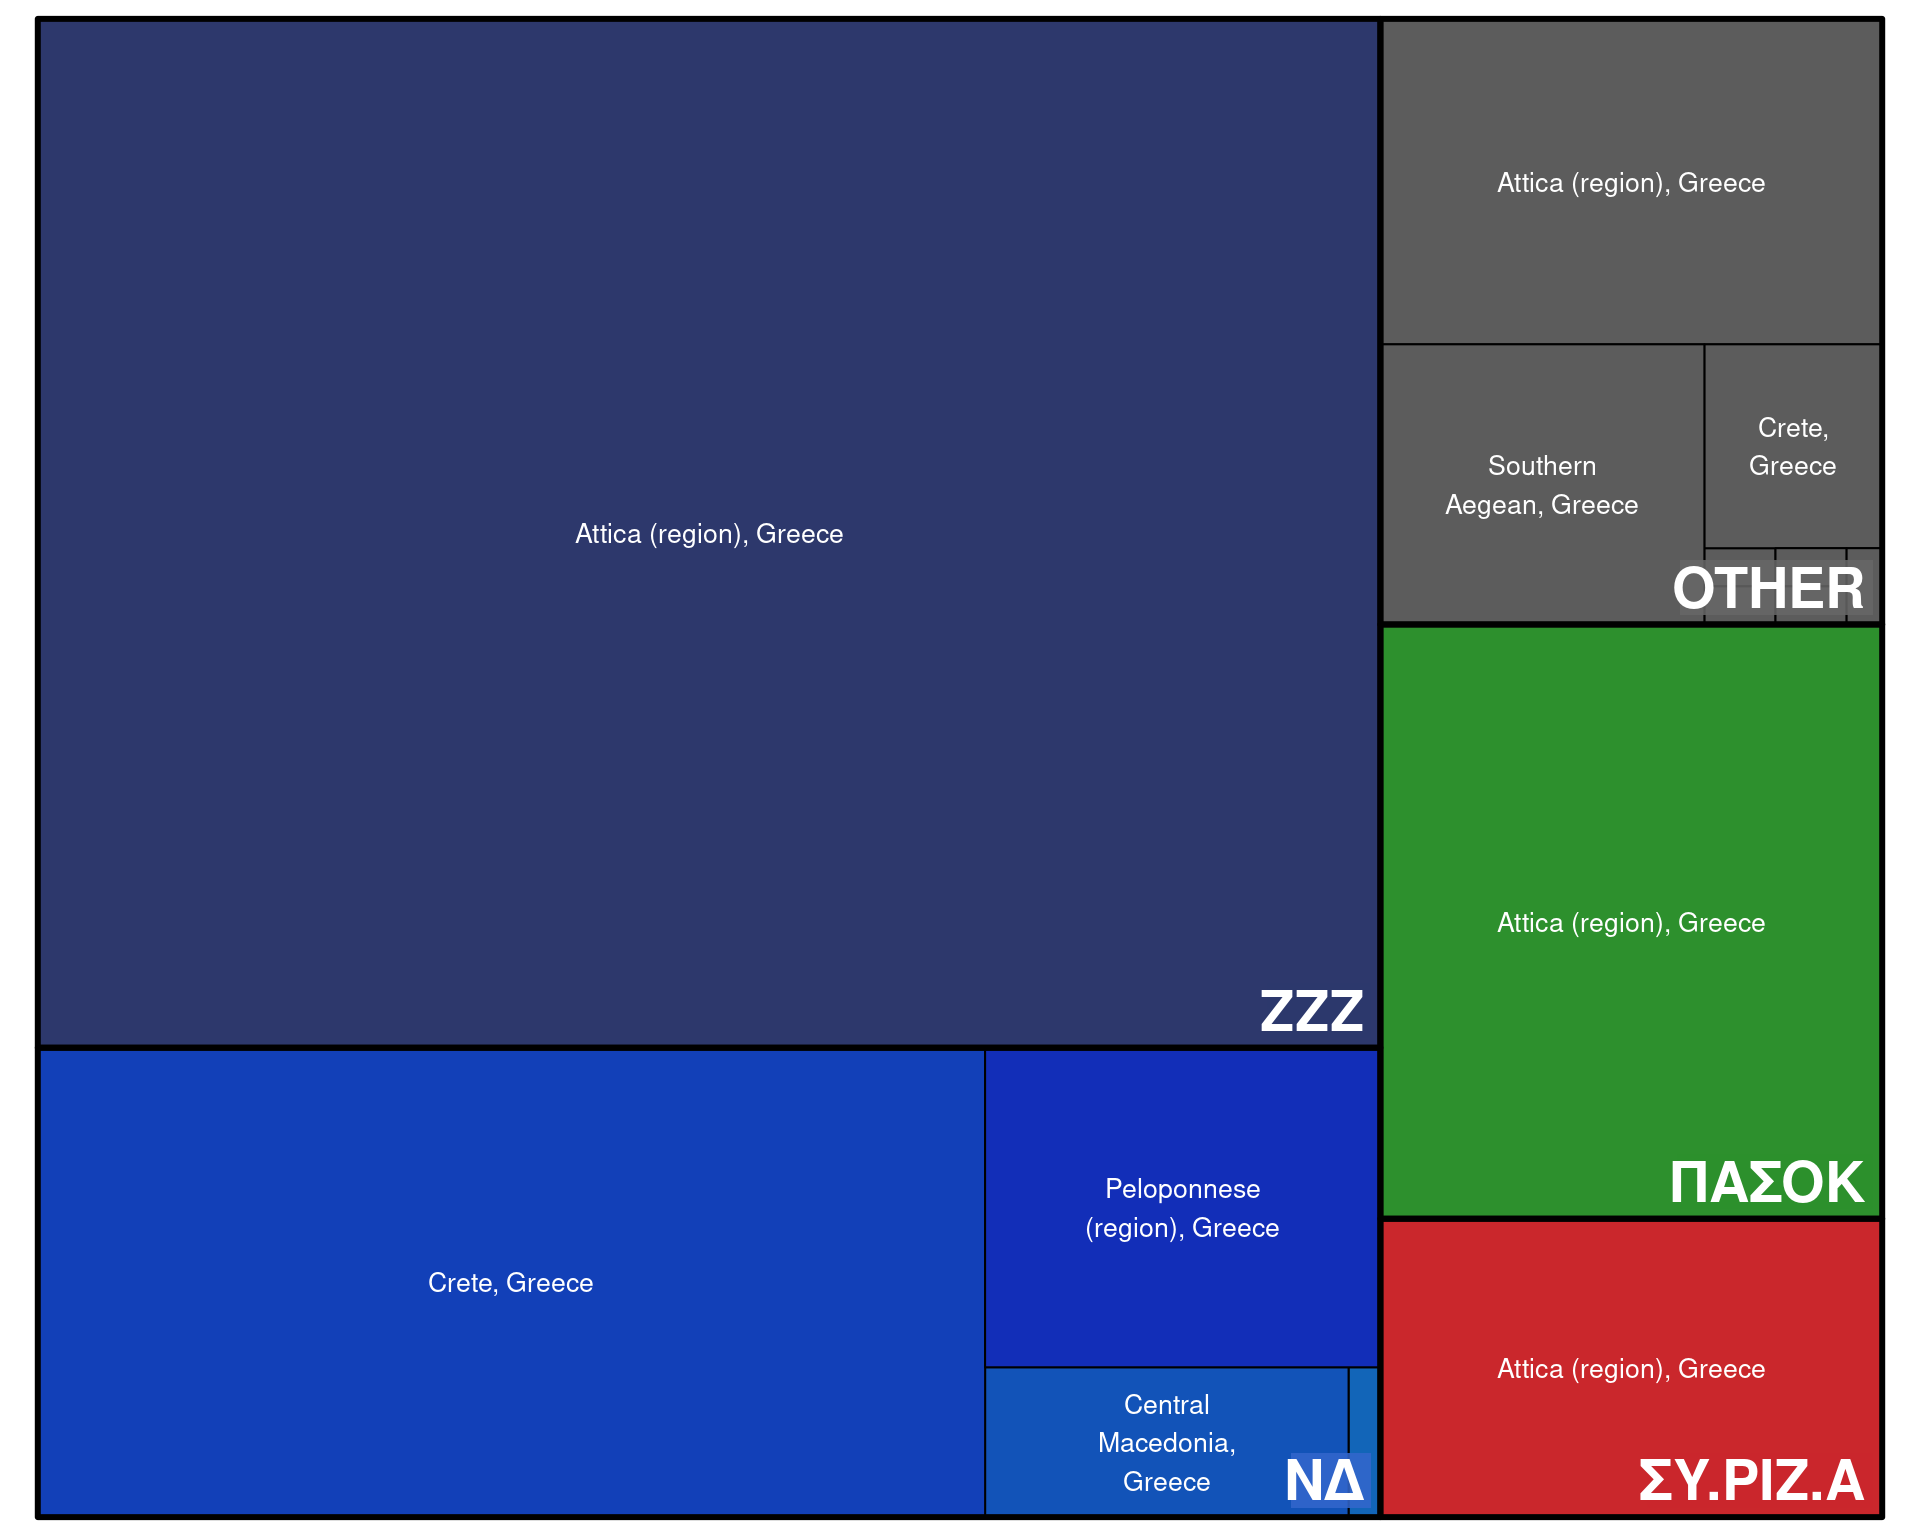 Attica (region), Greece
ZZZ
Crete, Greece
Peloponnese
(region), Greece
Central
Macedonia,
Greece
ΝΔ
Attica (region), Greece
Southern
Aegean, Greece
Crete,
Greece
OTHER
Attica (region), Greece
ΠΑΣΟΚ
Attica (region), Greece
ΣΥ.ΡΙΖ.Α